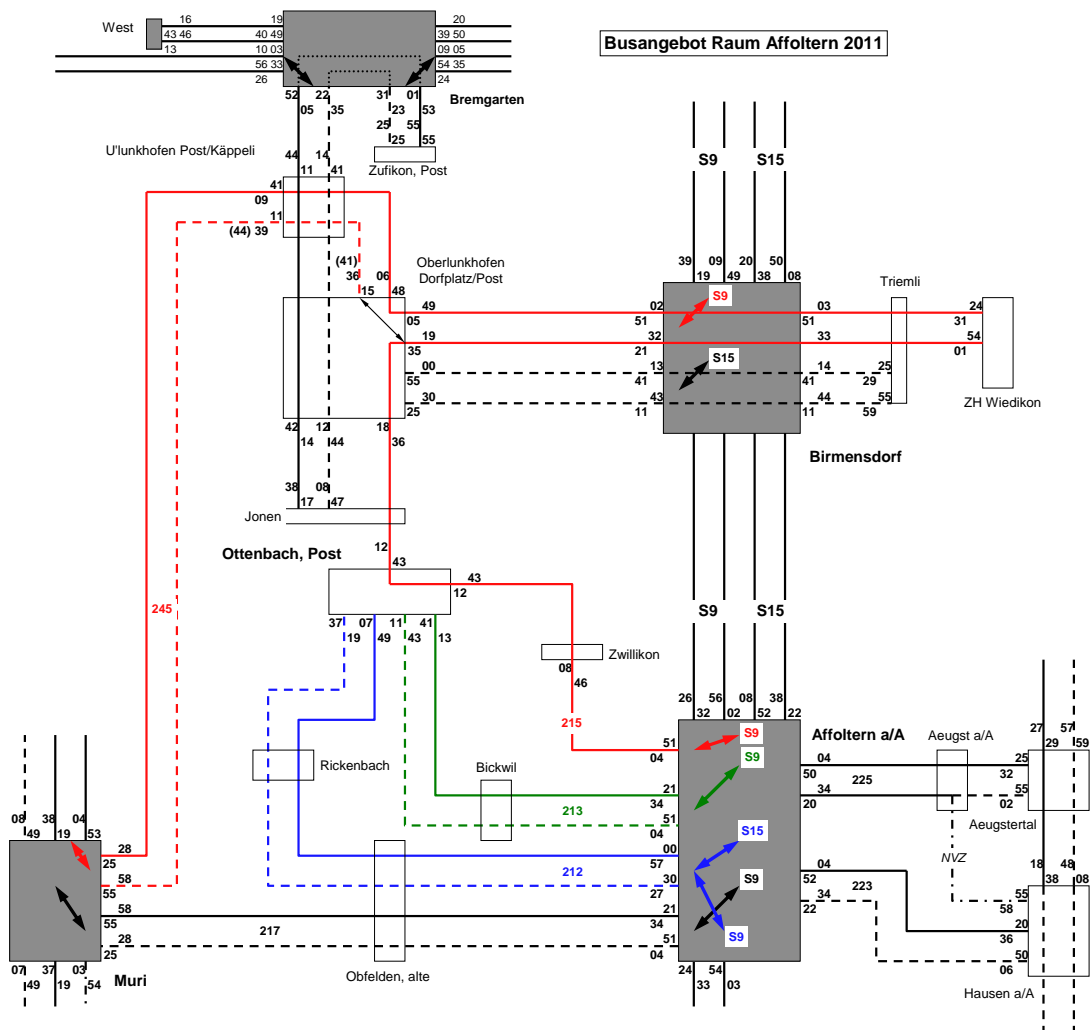 16 19 20
West
43 46 40 49 39 50
13 10 03 09 05
56 33 54 35
26 24
Busangebot Raum Affoltern 2011
52 22 31 01
Bremgarten
05 35 23 53
25 55
25 55
U'lunkhofen Post/Käppeli
44 14
Zufikon, Post
11 41
S9 S15
41
09
11
(44) 39
(41)
36 06
15 48
Oberlunkhofen
Dorfplatz/Post
39 09 20 50
19 49 38 08
Triemli
49 02 S9 03 24
05 51 51 31
19 32 33 54
35 21 01
00 13 S15 14 25
55 41 41 29
30 43 44 55
25 11 11 59
ZH Wiedikon
42 12 18
14 44 36
Birmensdorf
38 08
17 47
Jonen
12
Ottenbach, Post
43
43
12
245
S9 S15
37 07 11 41
19 49 43 13
Zwillikon
08
46
26 56 08 38
32 02 52 22
215
Affoltern a/A
27 57
29 59
Aeugst a/A
51 S9 04 25
04 50 32
Rickenbach
Bickwil
S9
225
21 34 55
34 20 02
213
51
04
Aeugstertal
08 38 04
49 19 53
S15
28 00
25 57
NVZ
18 48
38 08
58 212 30 04
55 27 52
S9
34 223 55
22 58
58 21 20
55 34 36
217
28 51 S9 50
25 04 06
07 37 03
49 19 54
Muri
Obfelden, alte
24 54
33 03
Hausen a/A